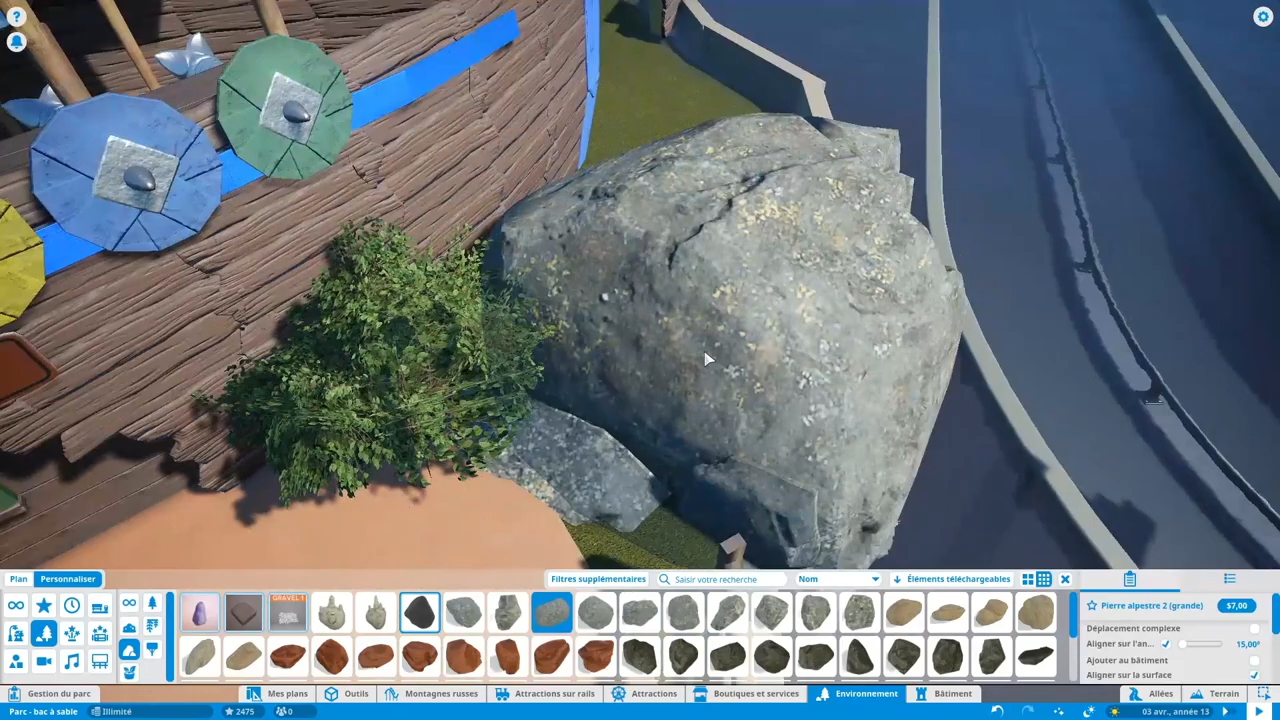 Plan Personnaliser Filtres supplémentaires Saisir votre recherche Nom Éléments téléchargeables
GRAVEL
Pierre alpestre 2 (grande) $7,00
Déplacement complexe
Aligner sur l'an... 15,00°
Ajouter au bâtiment
Aligner sur la surface
Gestion du parc Mes plans Outils Montagnes russes Attractions sur rails Attractions Boutiques et services Environnement Bâtiment Allées Terrain
Parc - bac à sable Illimité 2475 0 03 avr., année 13